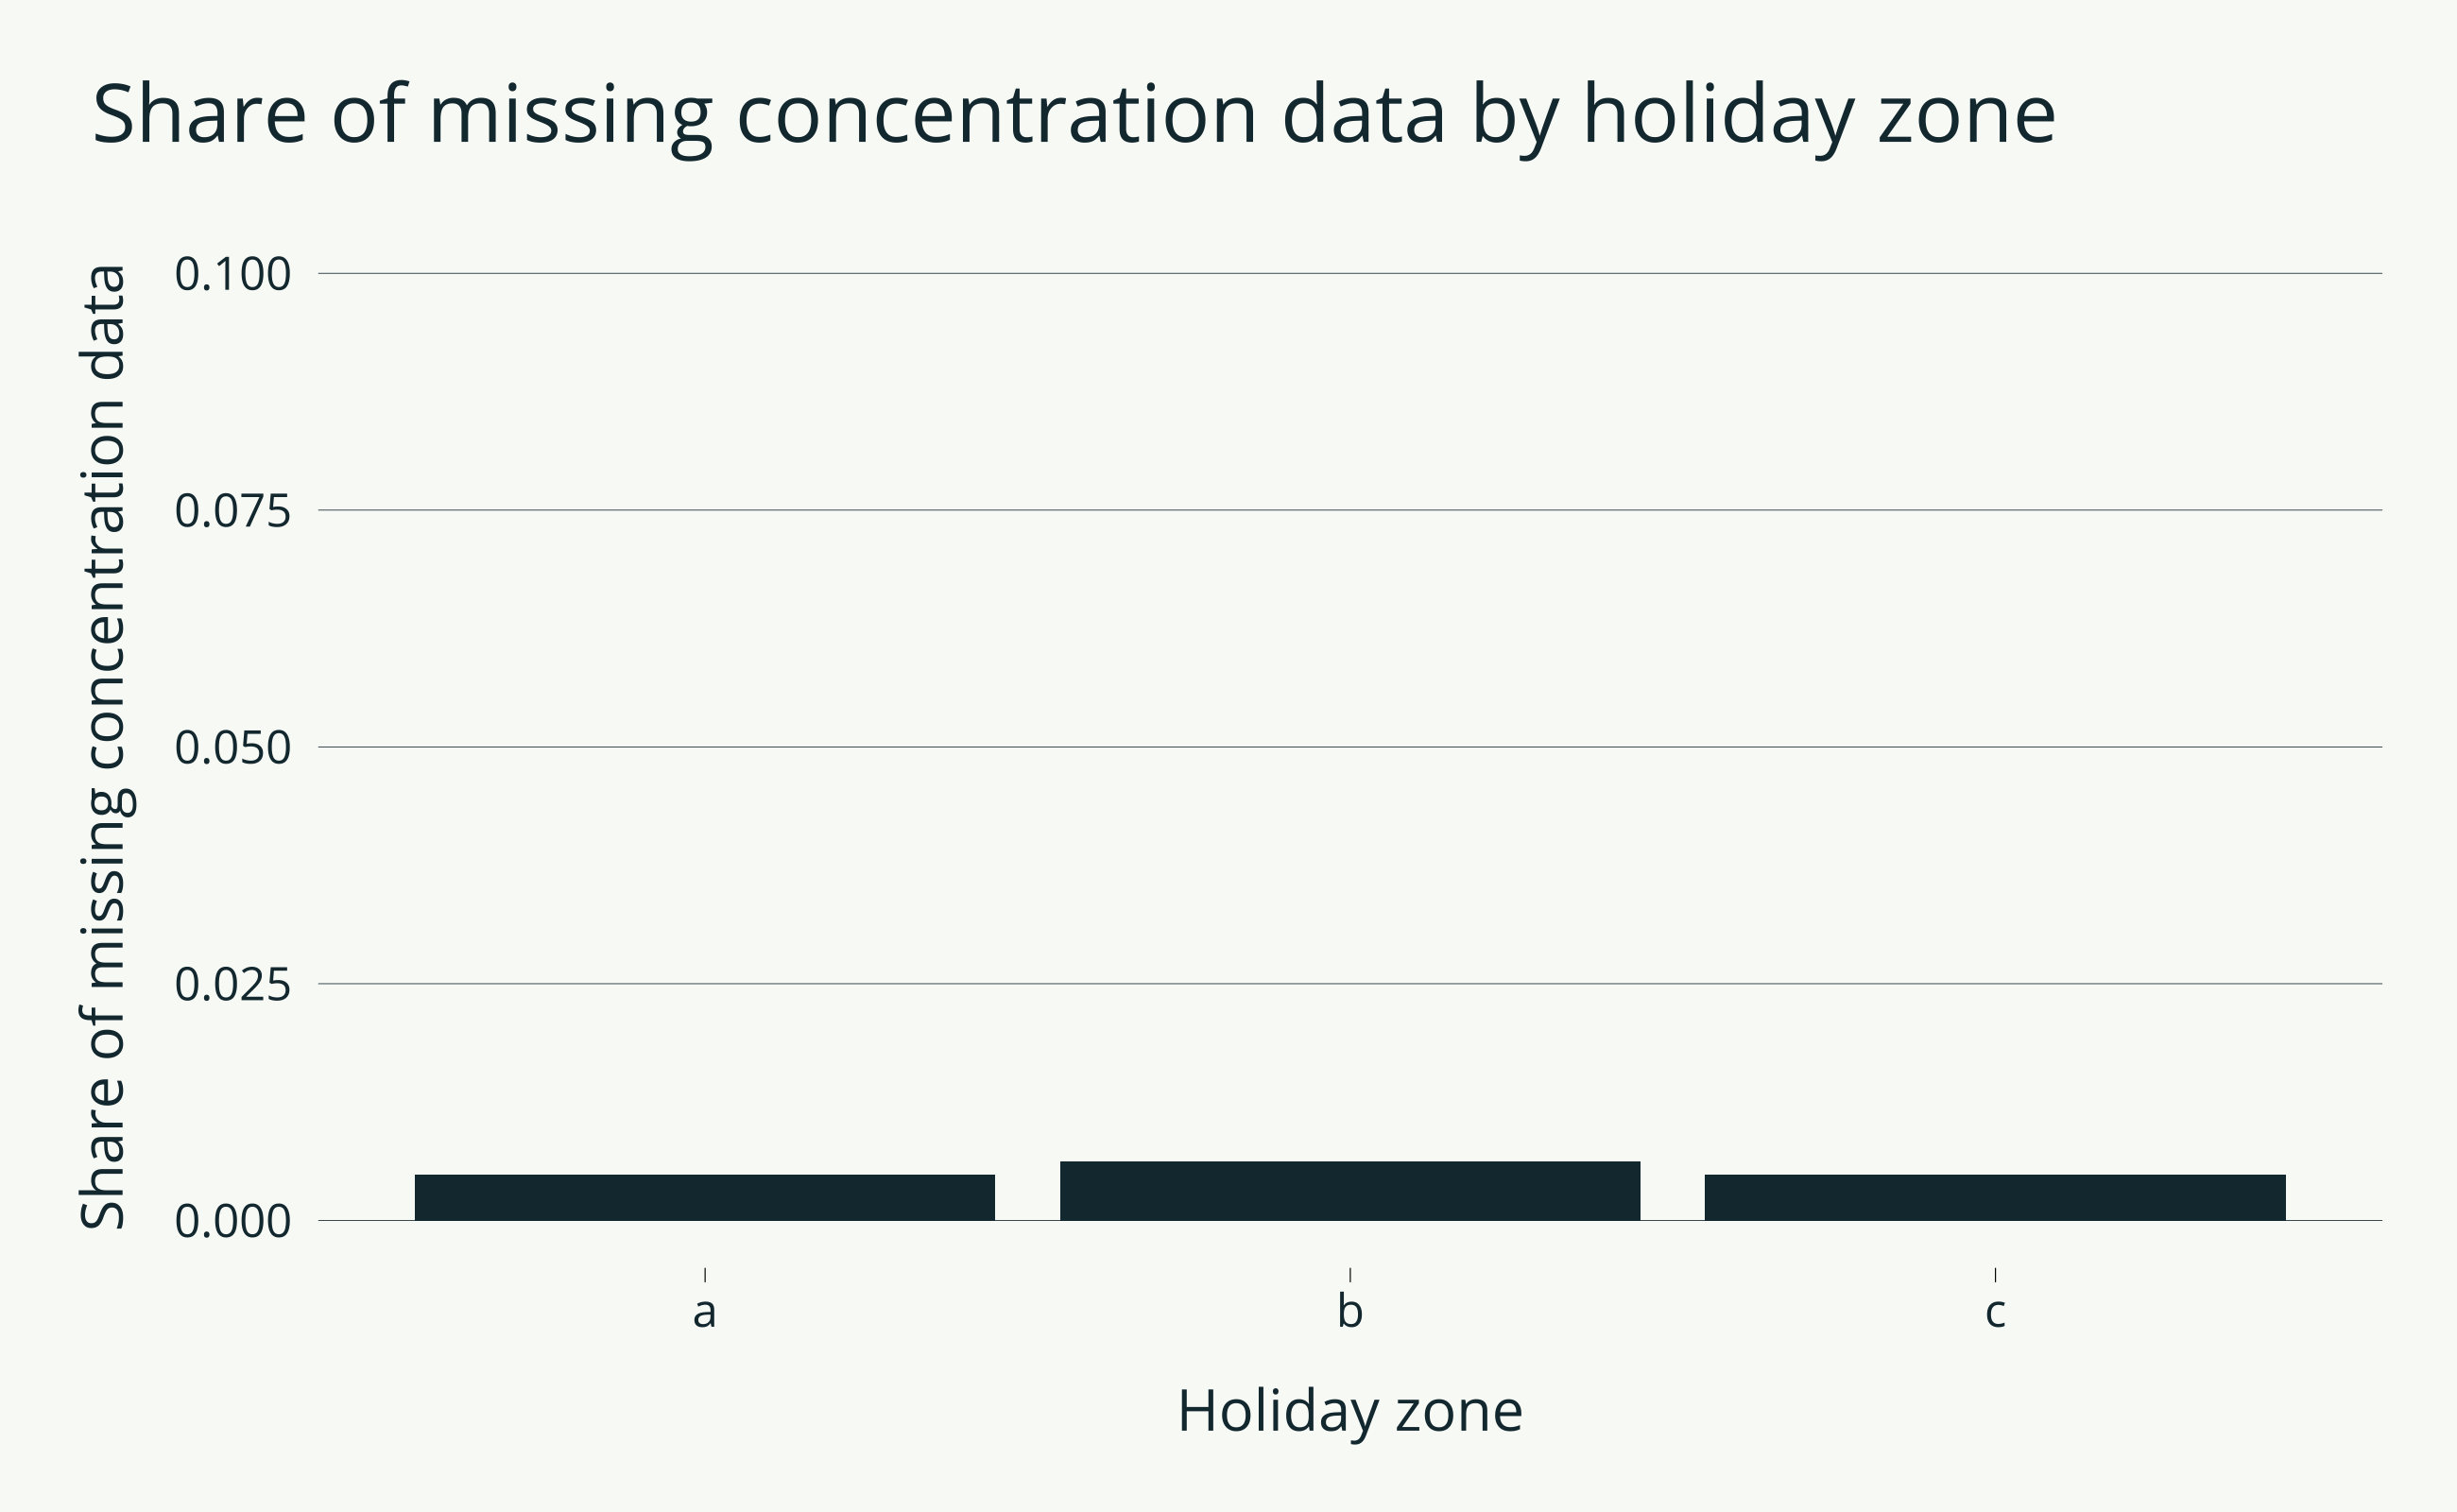 Share of missing concentration data by holiday zone
Share of missing concentration data
0.100
0.075
0.050
0.025
0.000
a
b
c
Holiday zone